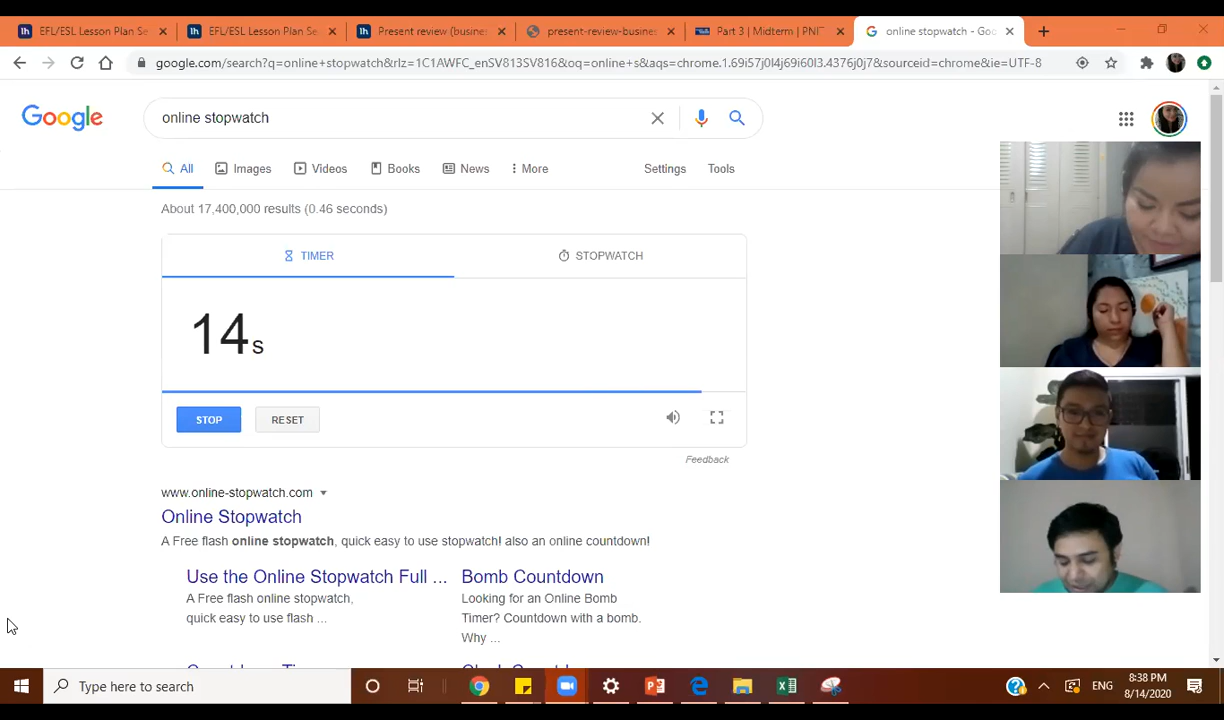 EFL/ESL Lesson Plan Se
EFL/ESL Lesson Plan Se
Present review (busine
present-review-busine
Part 3 | Midterm | PNI
online stopwatch - Goo
google.com/search?q=online+stopwatch&rlz=1C1AWFC_enSV813SV816&oq=online+s&aqs=chrome.1.69i57j0l4j69i60l3.4376j0j7&sourceid=chrome&ie=UTF-8
Google
online stopwatch
All
Images
Videos
Books
News
More
Settings
Tools
About 17,400,000 results (0.46 seconds)
TIMER
STOPWATCH
14s
STOP
RESET
Feedback
www.online-stopwatch.com
Online Stopwatch
A Free flash online stopwatch, quick easy to use stopwatch! also an online countdown!
Use the Online Stopwatch Full ...
Bomb Countdown
A Free flash online stopwatch,
Looking for an Online Bomb
quick easy to use flash ...
Timer? Countdown with a bomb.
Why ...
Type here to search
ENG
8:38 PM
8/14/2020